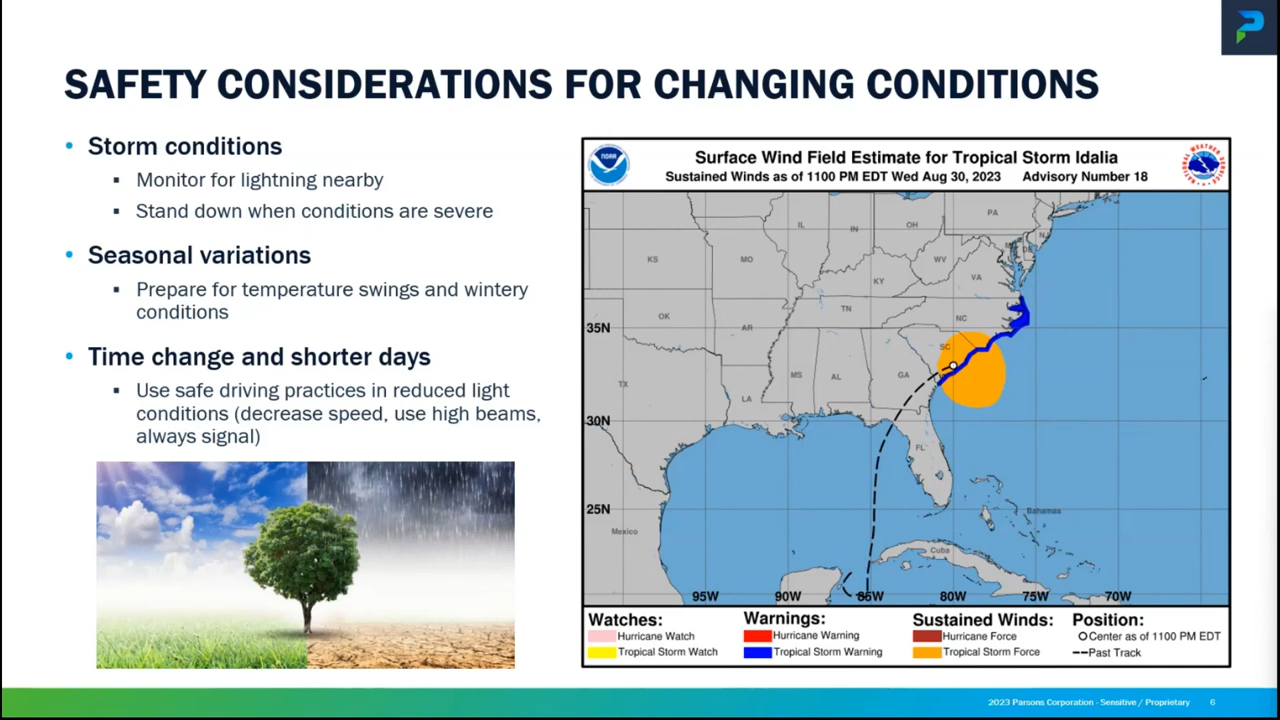 SAFETY CONSIDERATIONS FOR CHANGING CONDITIONS
• Storm conditions
▪ Monitor for lightning nearby
▪ Stand down when conditions are severe
• Seasonal variations
▪ Prepare for temperature swings and wintery
conditions
• Time change and shorter days
▪ Use safe driving practices in reduced light
conditions (decrease speed, use high beams,
always signal)
NOAA
Surface Wind Field Estimate for Tropical Storm Idalia
Sustained Winds as of 1100 PM EDT Wed Aug 30, 2023 Advisory Number 18
NATIONAL WEATHER SERVICE
PA
IL
IN
OH
NJ
KS
MO
WV
VA
KY
OK
TN
NC
AR
35N
SC
TX
MS
AL
GA
LA
30N
FL
25N
Mexico
Bahamas
Cuba
95W
90W
85W
80W
75W
70W
Watches:
Hurricane Watch
Tropical Storm Watch
Warnings:
Hurricane Warning
Tropical Storm Warning
Sustained Winds:
Hurricane Force
Tropical Storm Force
Position:
Center as of 1100 PM EDT
Past Track
2023 Parsons Corporation - Sensitive / Proprietary 6